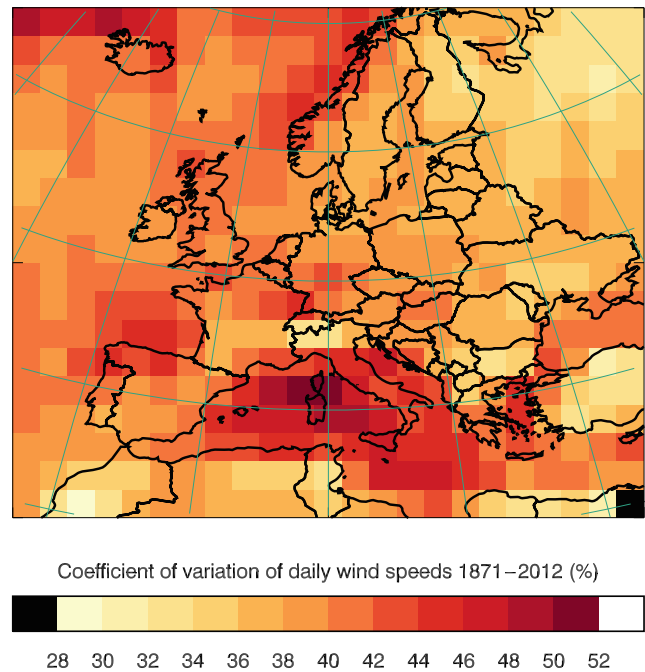 Coefficient of variation of daily wind speeds 1871−2012 (%)
28 30 32 34 36 38 40 42 44 46 48 50 52